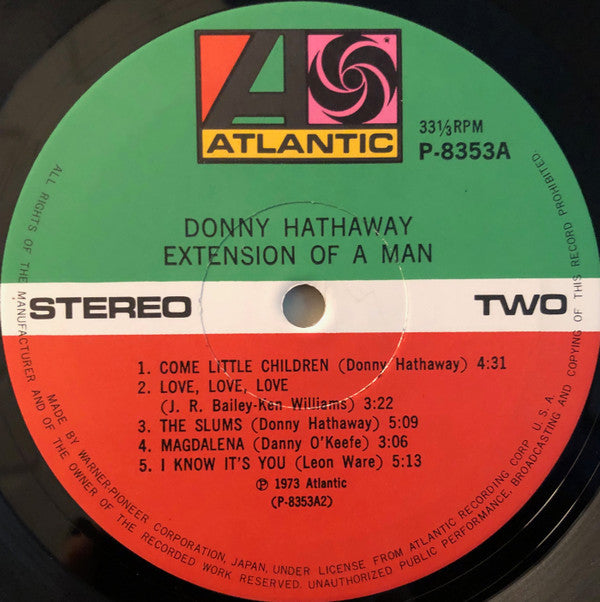 ATLANTIC
33⅓ RPM
P-8353A
DONNY HATHAWAY
EXTENSION OF A MAN
STEREO
TWO
1. COME LITTLE CHILDREN (Donny Hathaway) 4:31
2. LOVE, LOVE, LOVE
(J. R. Bailey-Ken Williams) 3:22
3. THE SLUMS (Donny Hathaway) 5:09
4. MAGDALENA (Danny O'Keefe) 3:06
5. I KNOW IT'S YOU (Leon Ware) 5:13
℗ 1973 Atlantic
(P-8353A2)
MADE BY WARNER-PIONEER CORPORATION, JAPAN, UNDER LICENSE FROM ATLANTIC RECORDING CORP. U.S.A.
ALL RIGHTS OF THE MANUFACTURER AND OF THE OWNER OF THE RECORDED WORK RESERVED. UNAUTHORIZED PUBLIC PERFORMANCE, BROADCASTING AND COPYING OF THIS RECORD PROHIBITED.